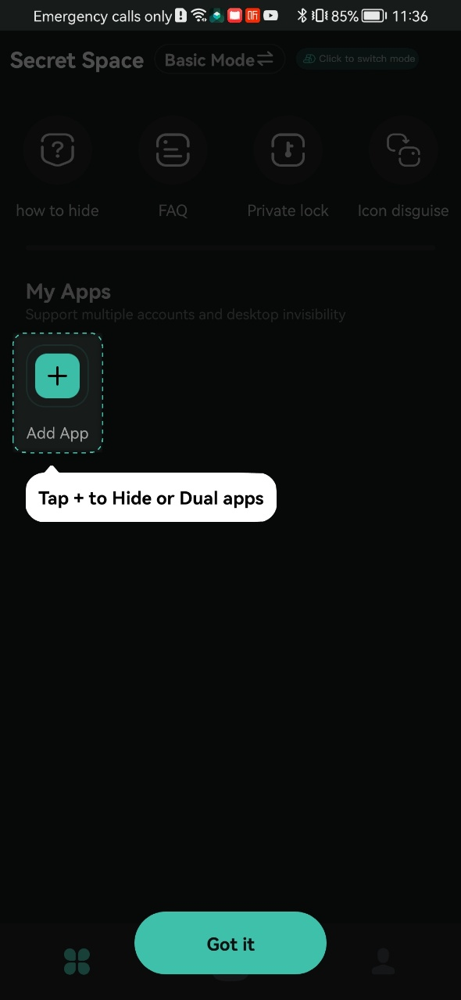 Emergency calls only 听 85% 11:36
Secret Space Basic Mode Click to switch mode
how to hide FAQ Private lock Icon disguise
My Apps
Support multiple accounts and desktop invisibility
Add App
Tap + to Hide or Dual apps
Got it